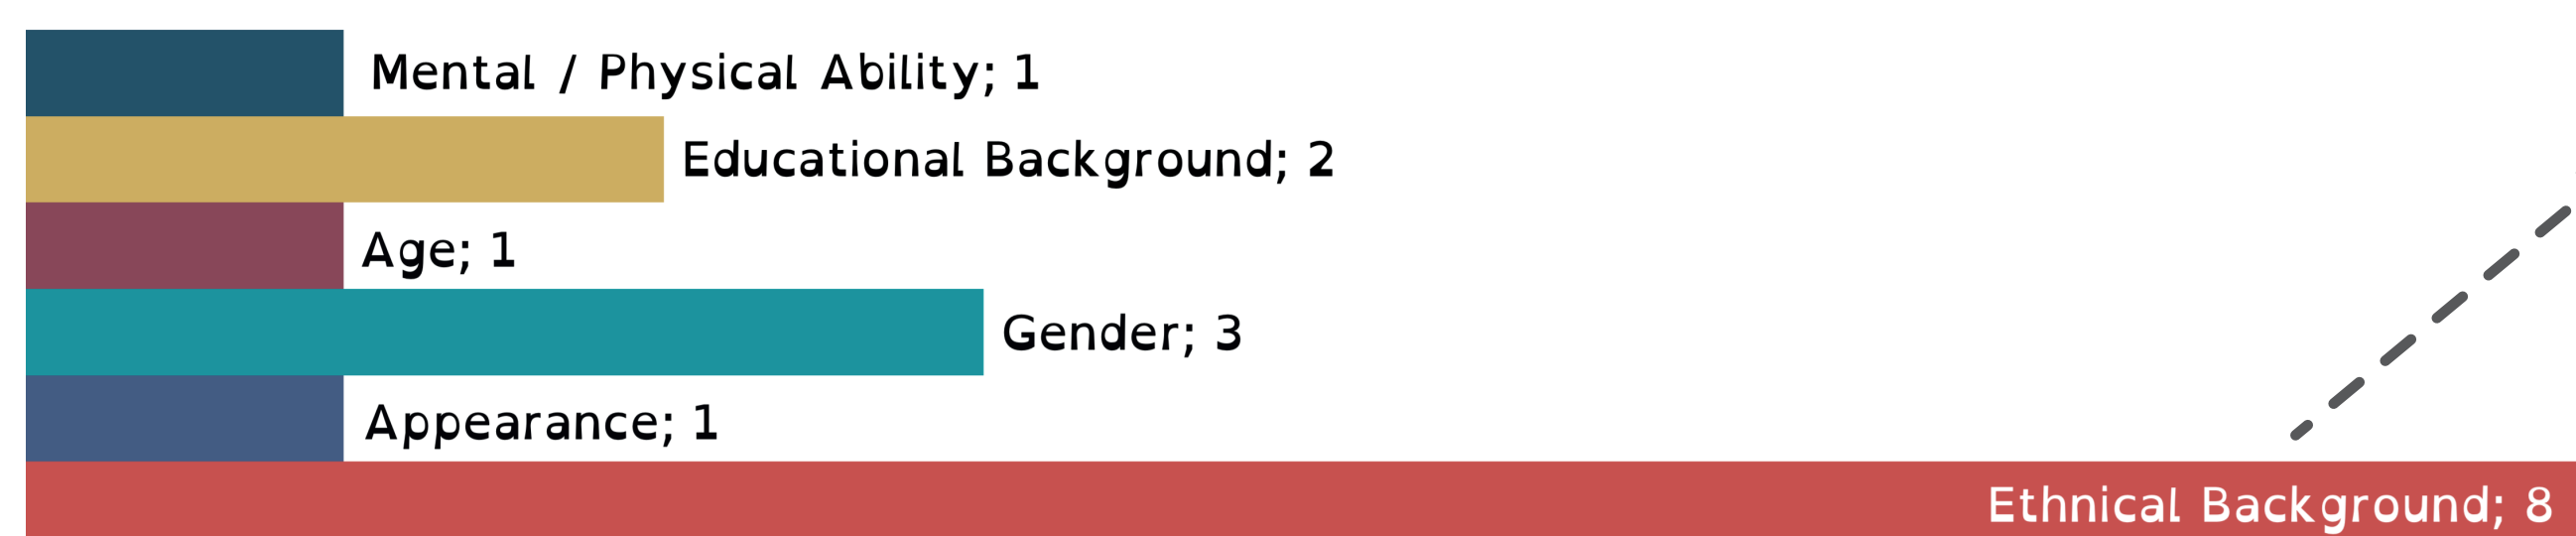 Mental / Physical Ability; 1
Educational Background; 2
Age; 1
Gender; 3
Appearance; 1
Ethnical Background; 8